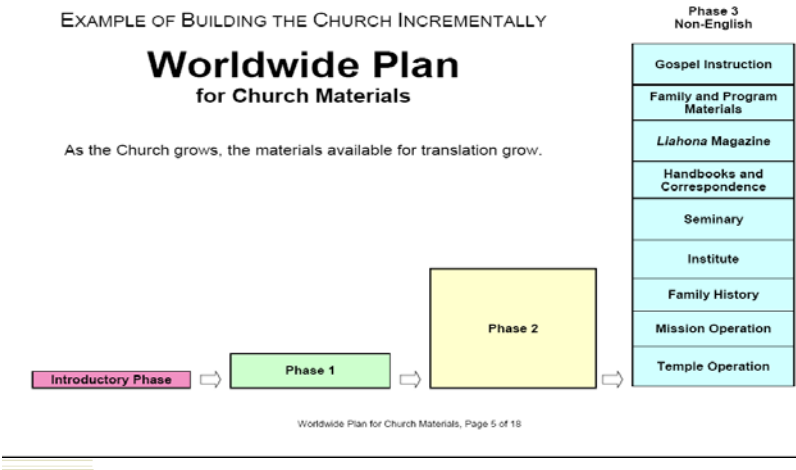 EXAMPLE OF BUILDING THE CHURCH INCREMENTALLY
Worldwide Plan
for Church Materials
As the Church grows, the materials available for translation grow.
Introductory Phase
Phase 1
Phase 2
Phase 3
Non-English
Gospel Instruction
Family and Program
Materials
Liahona Magazine
Handbooks and
Correspondence
Seminary
Institute
Family History
Mission Operation
Temple Operation
Worldwide Plan for Church Materials, Page 5 of 18